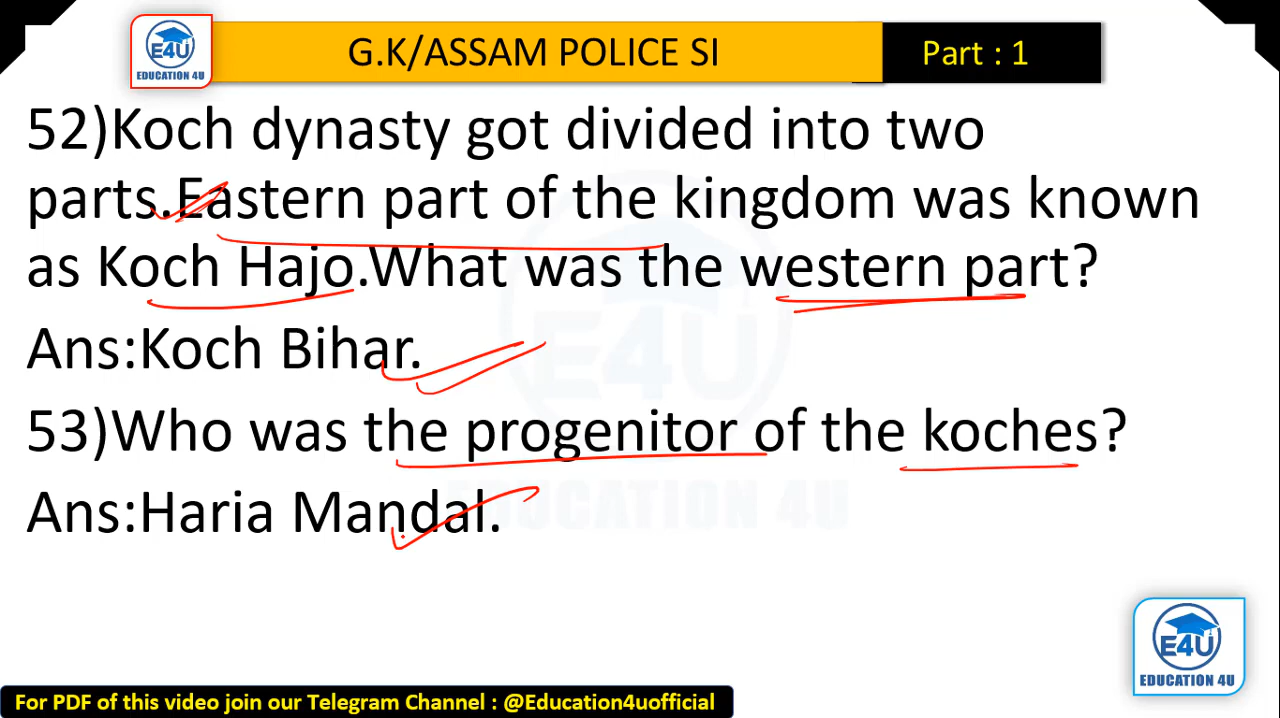 E4U
EDUCATION 4U
G.K/ASSAM POLICE SI
Part : 1
52)Koch dynasty got divided into two
parts.Eastern part of the kingdom was known
as Koch Hajo.What was the western part?
Ans:Koch Bihar.
53)Who was the progenitor of the koches?
Ans:Haria Mandal.
E4U
EDUCATION 4U
E4U
EDUCATION 4U
For PDF of this video join our Telegram Channel : @Education4uofficial